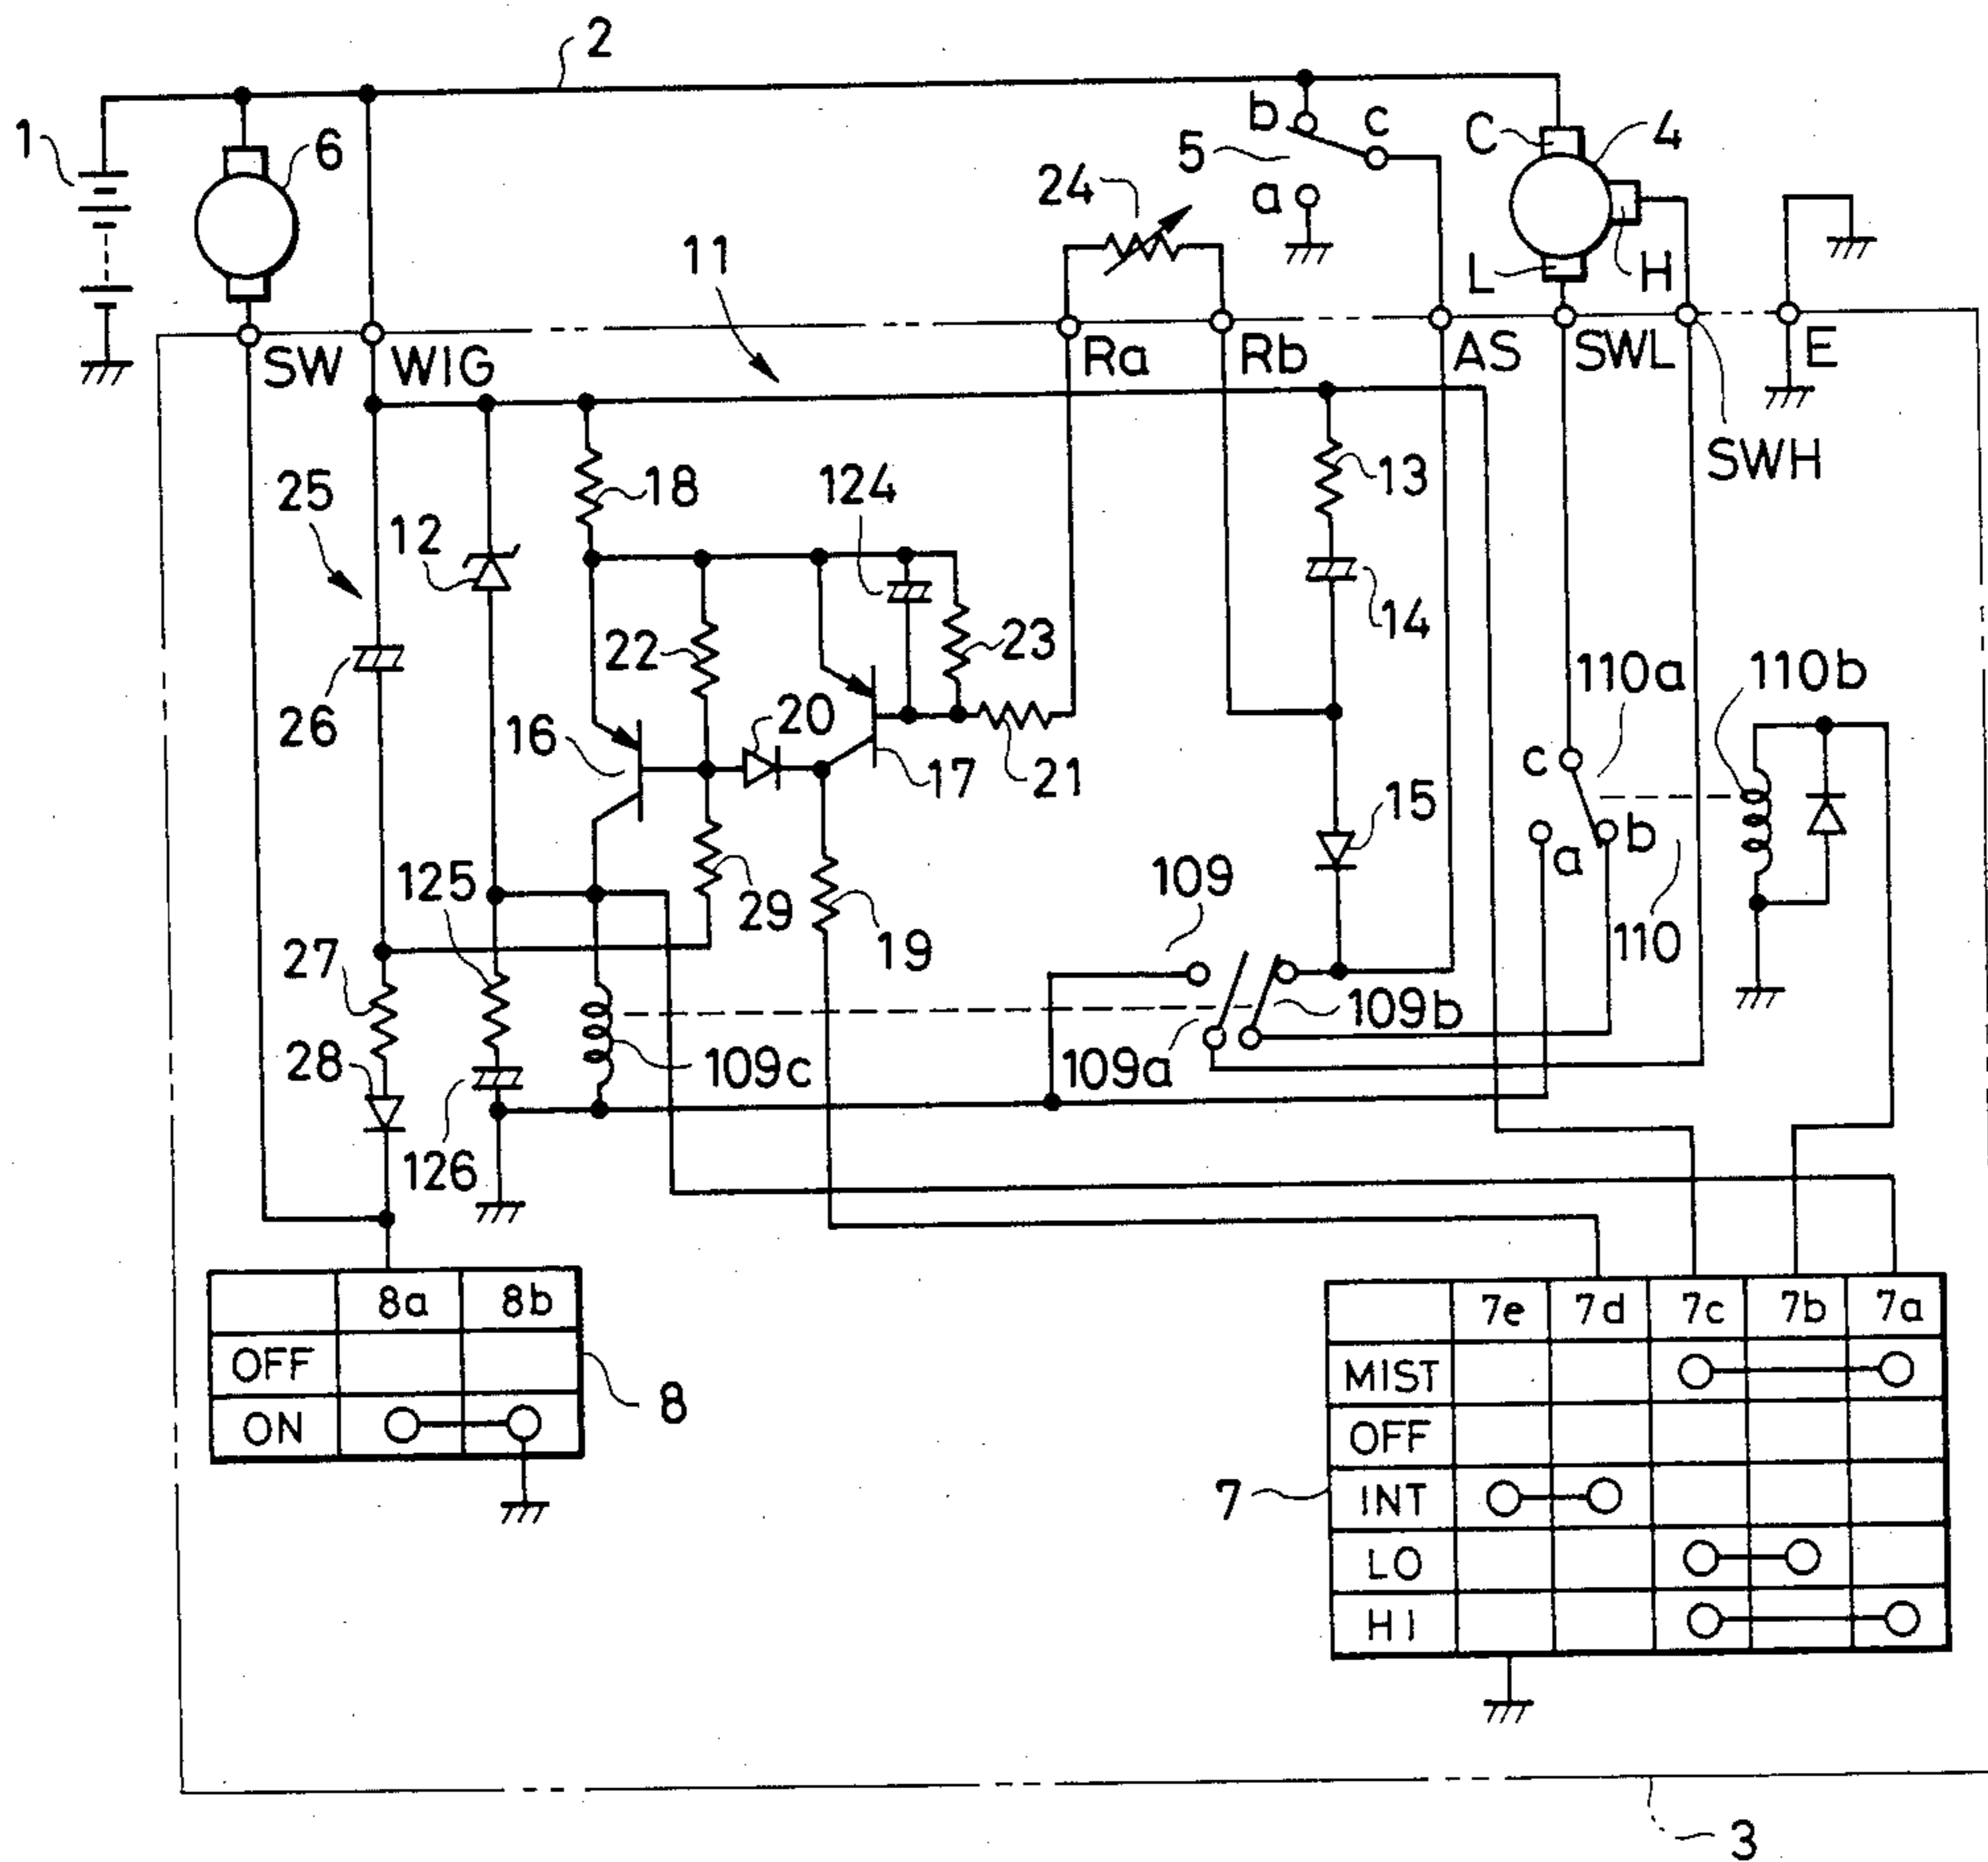 2
1
6
b
c
5
a
24
C
4
L
H
11
SW
WIG
Ra
Rb
AS
SWL
E
SWH
25
12
18
124
13
22
23
14
26
16
20
17
21
110a
110b
c
a
b
15
125
29
19
109
110
27
109b
28
109c
109a
126
8a 8b
OFF
ON
8
7e 7d 7c 7b 7a
MIST
OFF
7
INT
LO
HI
3